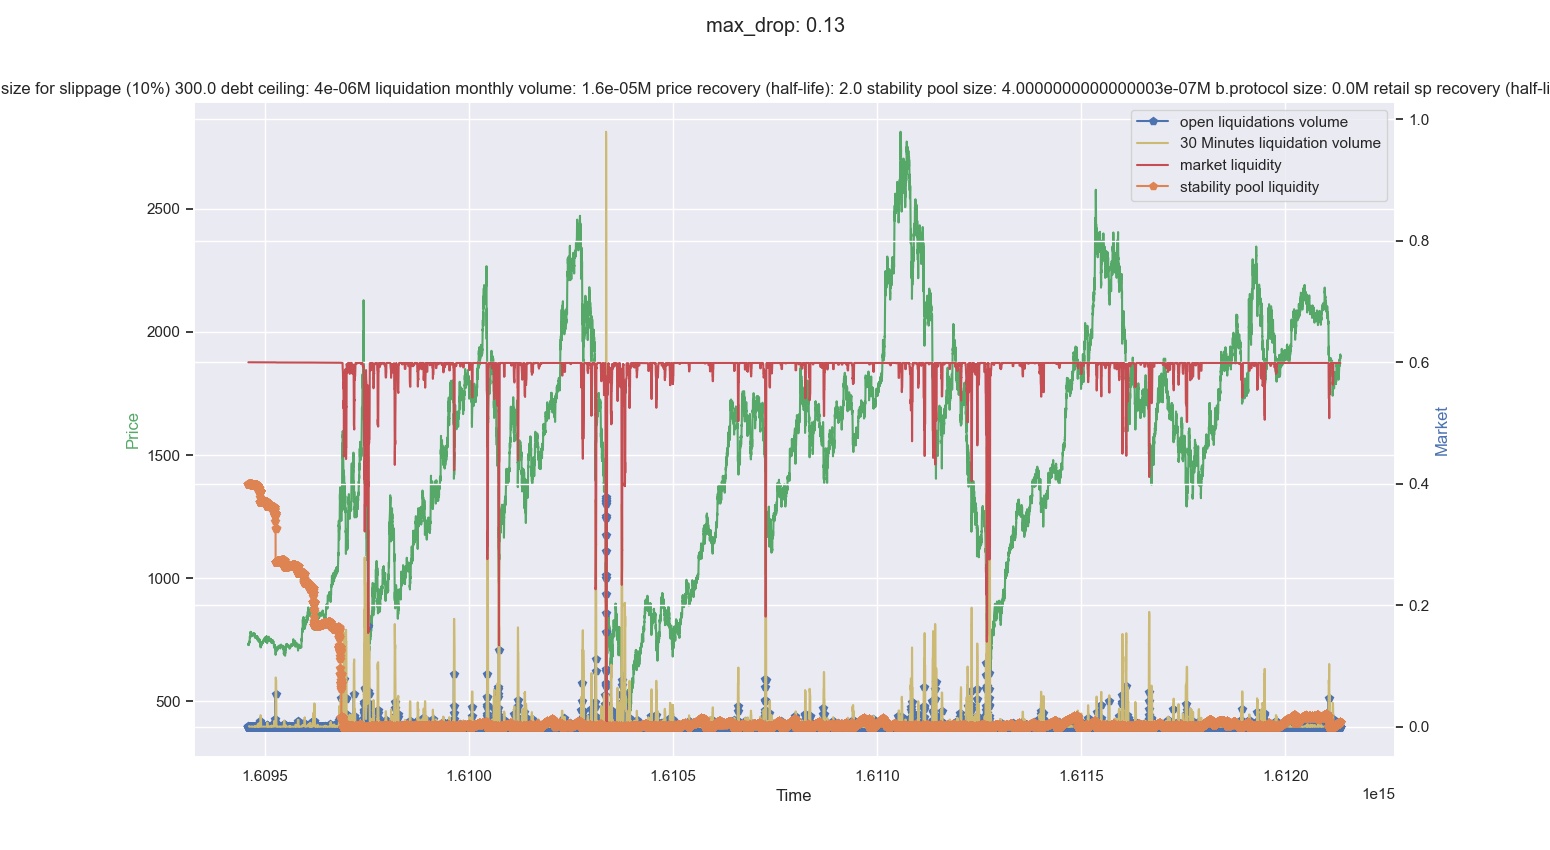 max_drop: 0.13
size for slippage (10%) 300.0 debt ceiling: 4e-06M liquidation monthly volume: 1.6e-05M price recovery (half-life): 2.0 stability pool size: 4.0000000000000003e-07M b.protocol size: 0.0M retail sp recovery (half-li
open liquidations volume
30 Minutes liquidation volume
market liquidity
stability pool liquidity
2500
2000
1500
1000
500
Price
1.0
0.8
0.6
0.4
0.2
0.0
Market
1.6095 1.6100 1.6105 1.6110 1.6115 1.6120
1e15
Time